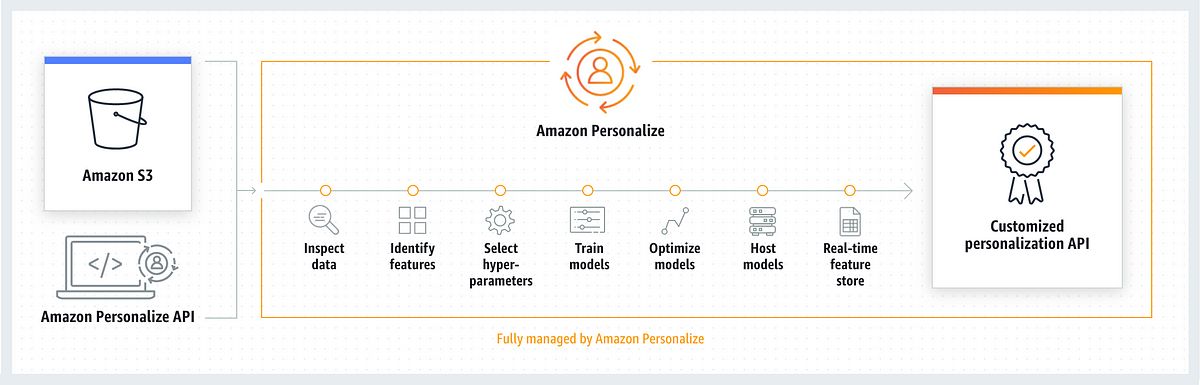 Amazon S3
Amazon Personalize API
Amazon Personalize
Inspect
data
Identify
features
Select
hyper-
parameters
Train
models
Optimize
models
Host
models
Real-time
feature
store
Customized
personalization API
Fully managed by Amazon Personalize